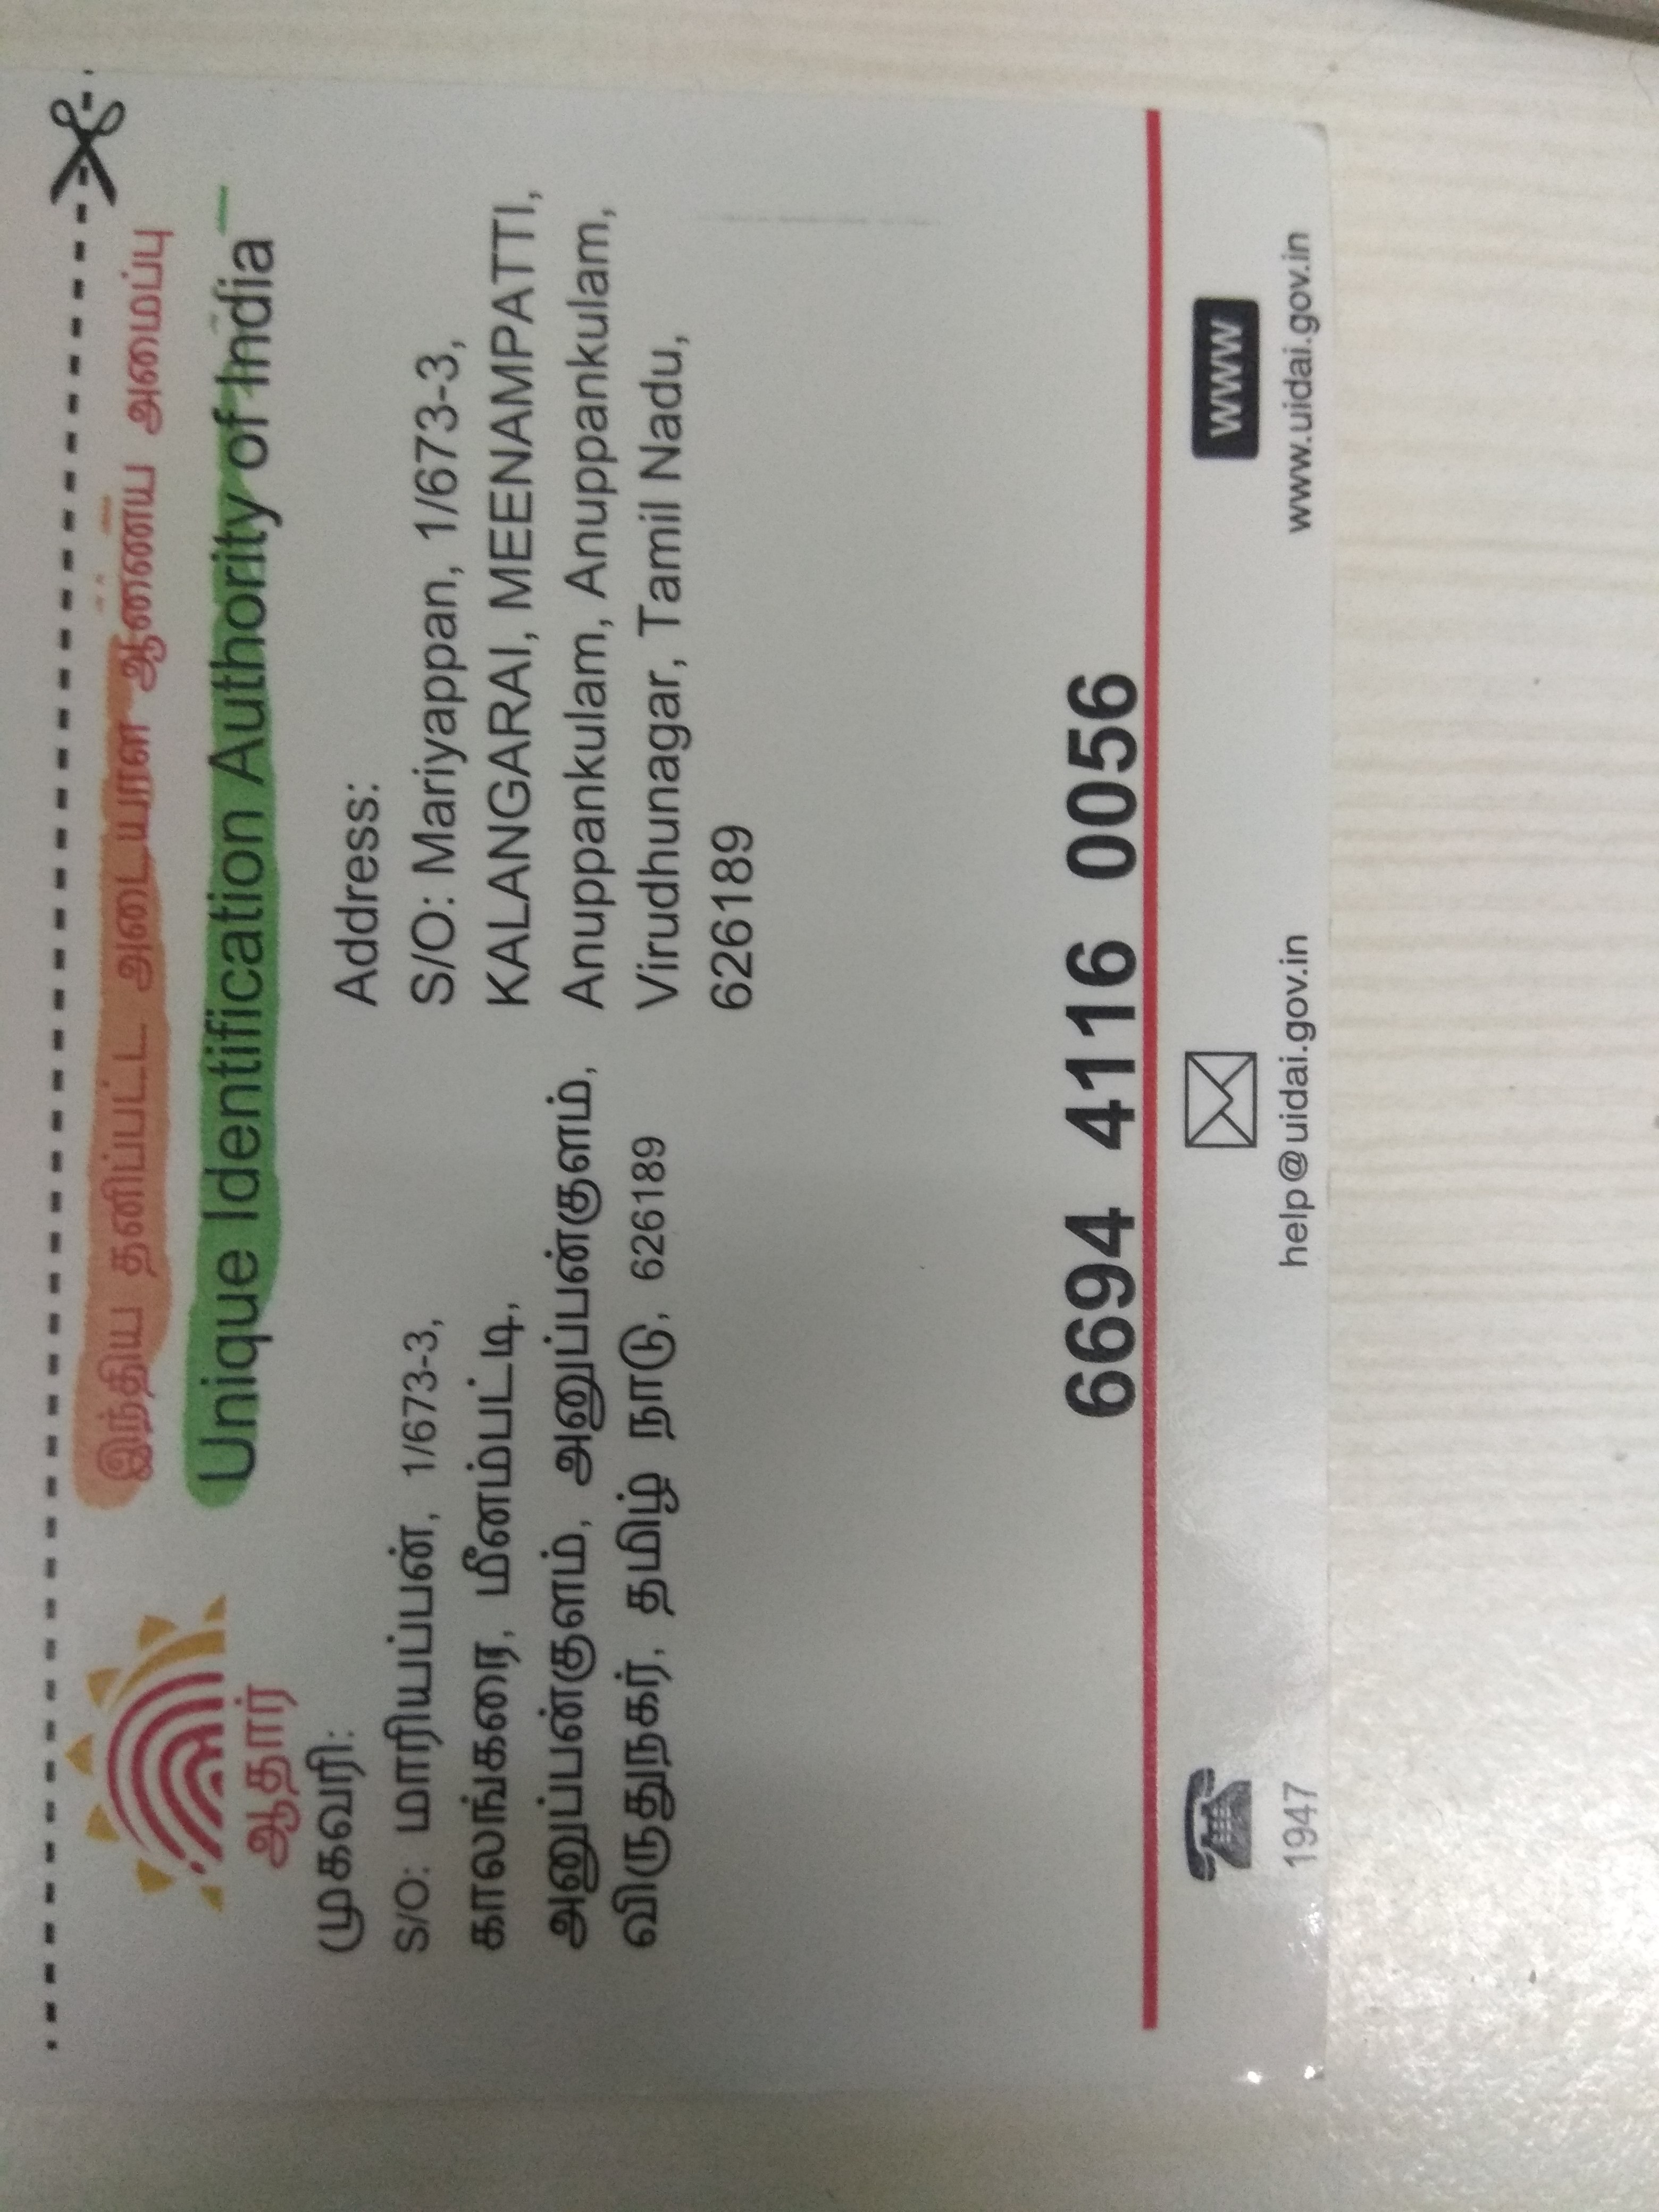 இந்திய தனிப்பட்ட அடையாள ஆணைய அமைப்பு
Unique Identification Authority of India
ஆதார்
முகவரி:
S/O: மாரியப்பன், 1/673-3,
காலங்கரை, மீனம்பட்டி,
அனுப்பன்குளம், அனுப்பன்குளம்,
விருதுநகர், தமிழ் நாடு, 626189
Address:
S/O: Mariyappan, 1/673-3,
KALANGARAI, MEENAMPATTI,
Anuppankulam, Anuppankulam,
Virudhunagar, Tamil Nadu,
626189
6694 4116 0056
1947
help@uidai.gov.in
WWW
www.uidai.gov.in